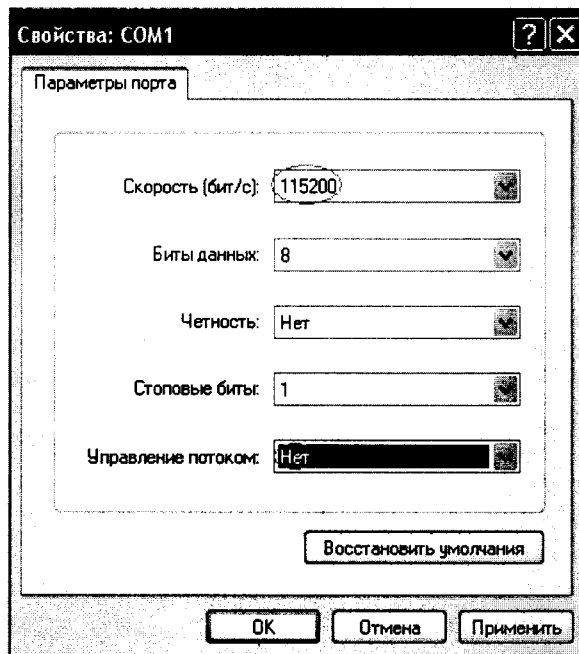 Свойства: COM1
?
X
Параметры порта
Скорость (бит/с): 115200
Биты данных: 8
Четность: Нет
Стоповые биты: 1
Управление потоком: Нет
Восстановить умолчания
OK Отмена Применить